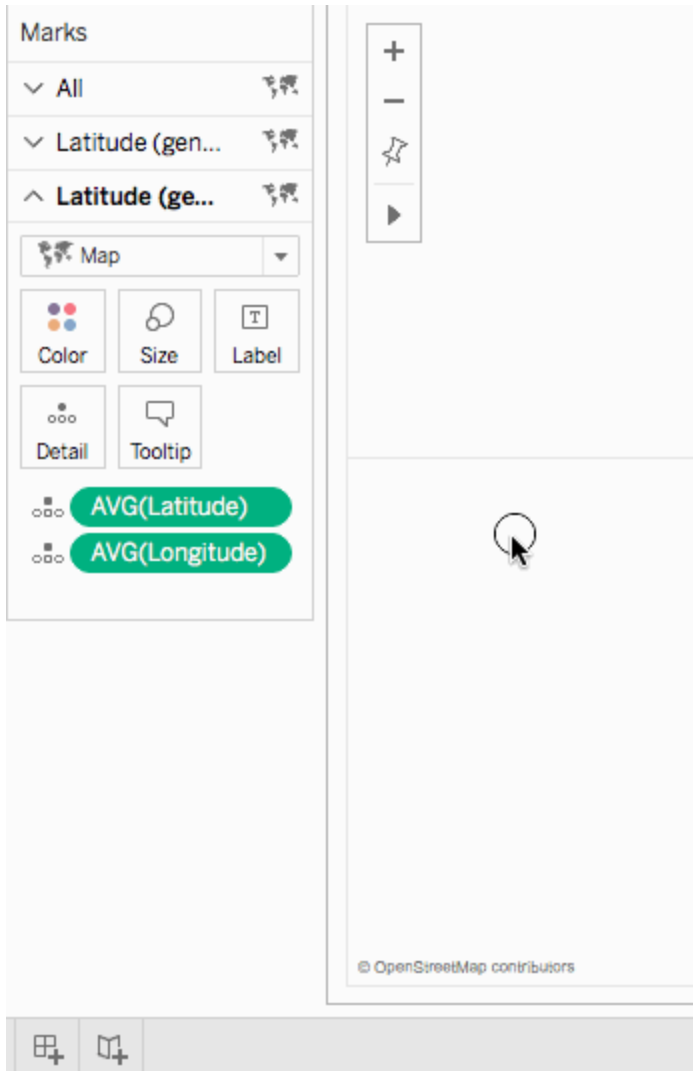 Marks
All
Latitude (gen...
Latitude (ge...
Map
Color Size Label
Detail Tooltip
AVG(Latitude)
AVG(Longitude)
© OpenStreetMap contributors